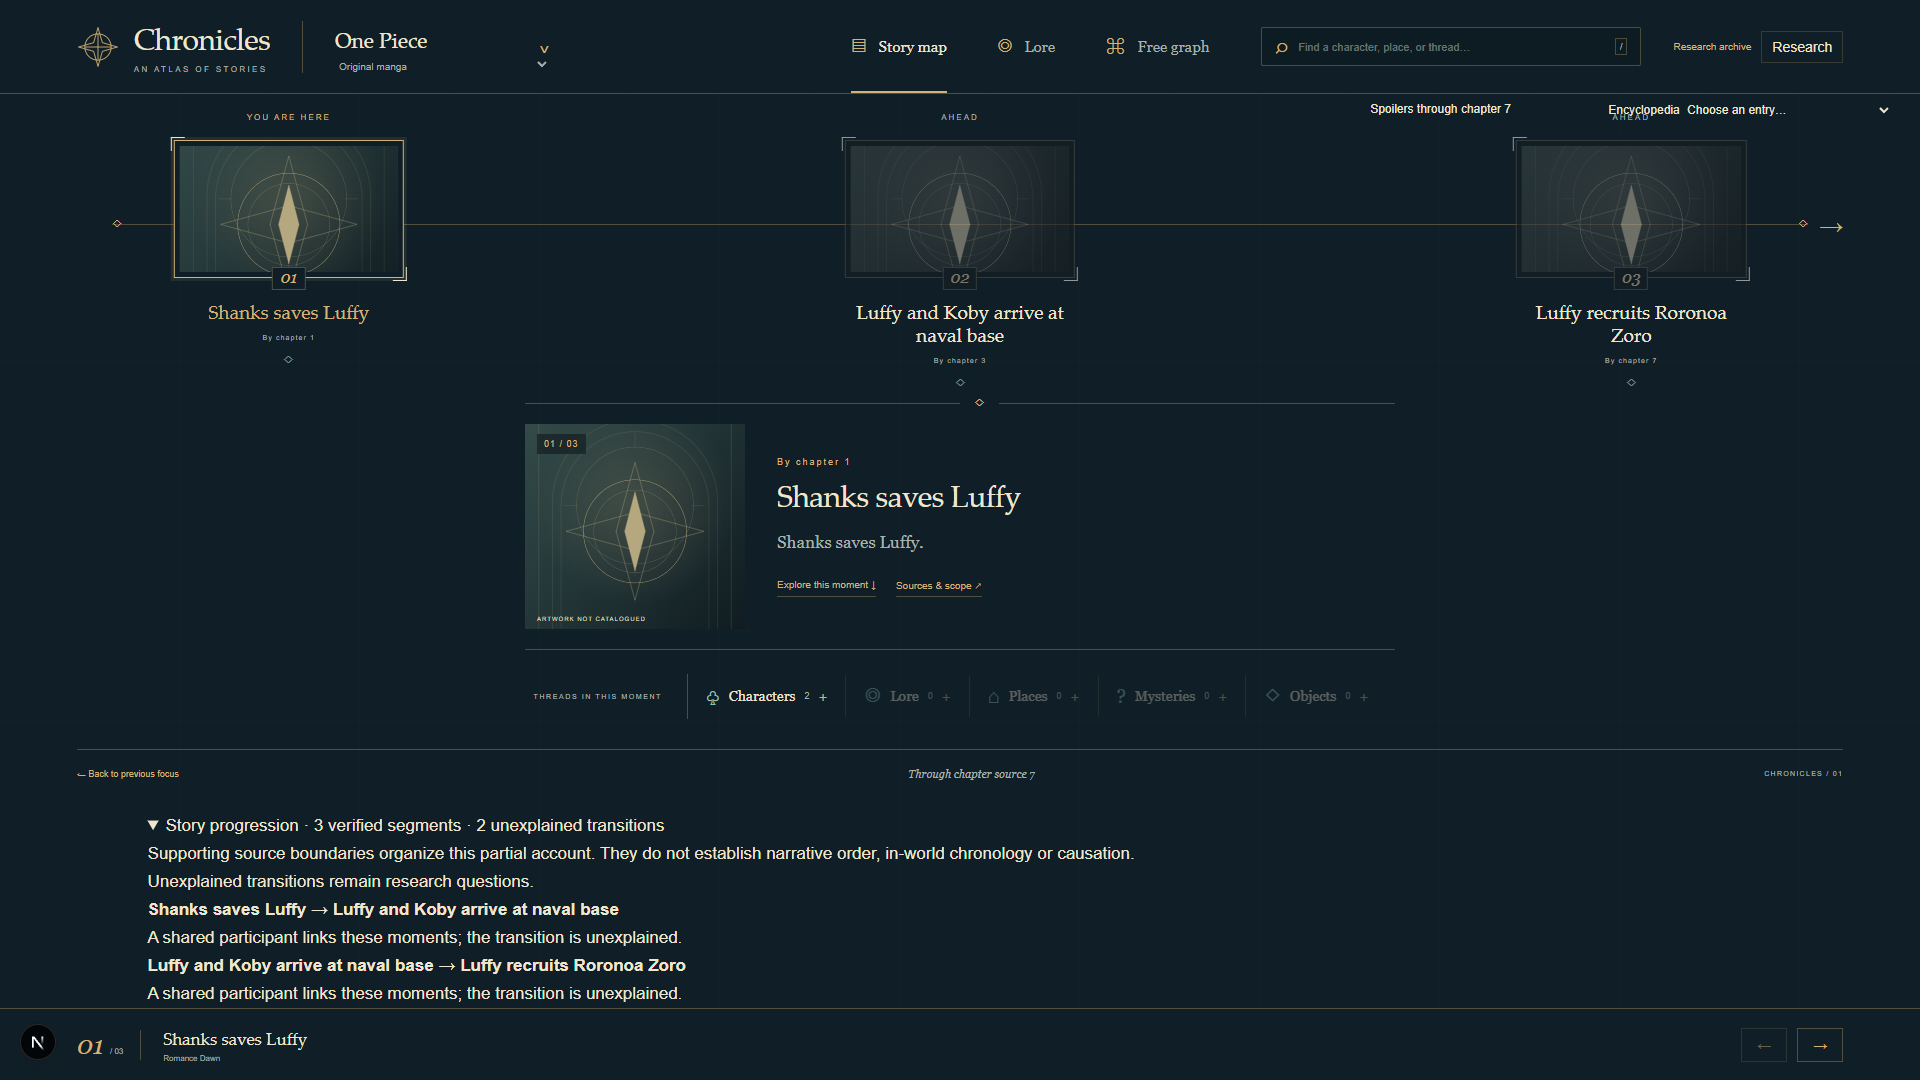 Chronicles
AN ATLAS OF STORIES
One Piece
Original manga
Story map
Lore
Free graph
Find a character, place, or thread...
/
Research archive
Research
YOU ARE HERE
AHEAD
Spoilers through chapter 7
Encyclopedia Choose an entry...
AHEAD
01
02
03
Shanks saves Luffy
By chapter 1
Luffy and Koby arrive at
naval base
By chapter 3
Luffy recruits Roronoa
Zoro
By chapter 7
01 / 03
ARTWORK NOT CATALOGUED
By chapter 1
Shanks saves Luffy
Shanks saves Luffy.
Explore this moment ↓
Sources & scope ↗
THREADS IN THIS MOMENT
Characters 2 +
Lore 0 +
Places 0 +
? Mysteries 0 +
Objects 0 +
Back to previous focus
Through chapter source 7
CHRONICLES / 01
▼ Story progression · 3 verified segments · 2 unexplained transitions
Supporting source boundaries organize this partial account. They do not establish narrative order, in-world chronology or causation.
Unexplained transitions remain research questions.
Shanks saves Luffy → Luffy and Koby arrive at naval base
A shared participant links these moments; the transition is unexplained.
Luffy and Koby arrive at naval base → Luffy recruits Roronoa Zoro
A shared participant links these moments; the transition is unexplained.
N
01 / 03
Shanks saves Luffy
Romance Dawn
← →